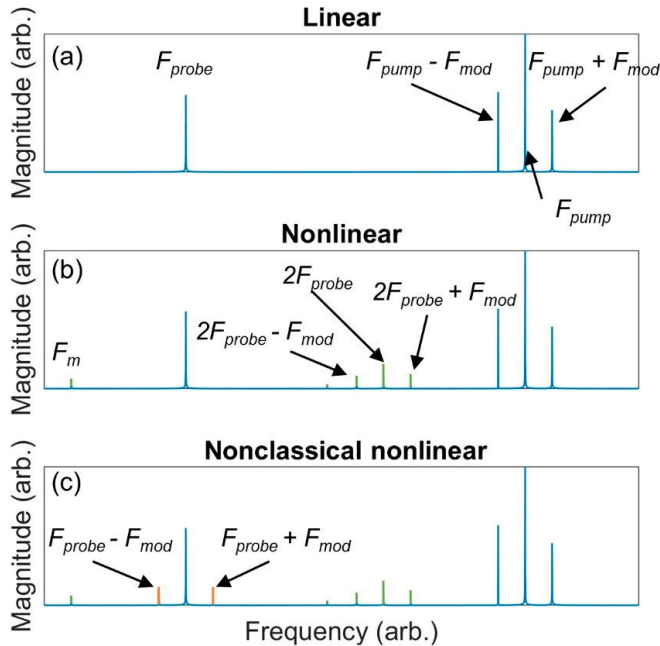 Linear
(a)
F_probe
F_pump - F_mod
F_pump + F_mod
F_pump
Magnitude (arb.)
Nonlinear
(b)
2F_probe
2F_probe + F_mod
2F_probe - F_mod
F_m
Magnitude (arb.)
Nonclassical nonlinear
(c)
F_probe - F_mod
F_probe + F_mod
Magnitude (arb.)
Frequency (arb.)